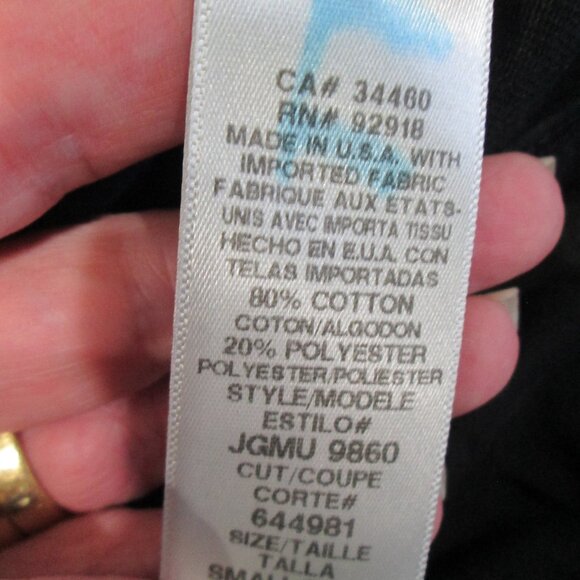 CA# 34460
RN# 92918
MADE IN U.S.A. WITH
IMPORTED FABRIC
FABRIQUE AUX ETATS-
UNIS AVEC IMPORTA TISSU
HECHO EN E.U.A. CON
TELAS IMPORTADAS
80% COTTON
COTON/ALGODON
20% POLYESTER
POLYESTER/POLIESTER
STYLE/MODELE
ESTILO#
JGMU 9860
CUT/COUPE
CORTE#
644981
SIZE/TAILLE
TALLA
SMALL